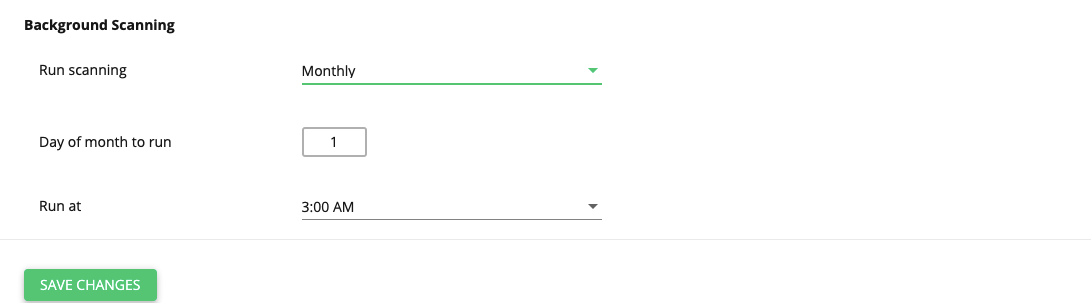 Background Scanning
Run scanning Monthly
Day of month to run 1
Run at 3:00 AM
SAVE CHANGES